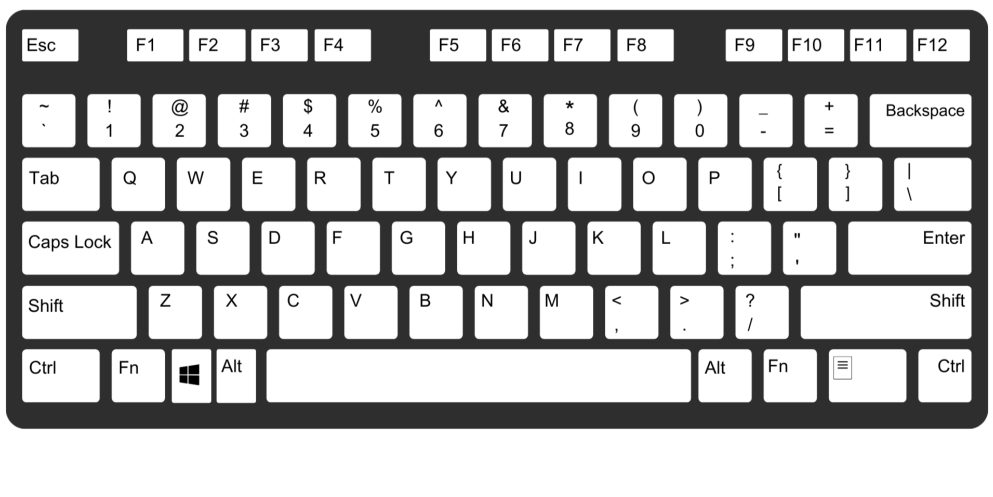 Esc F1 F2 F3 F4 F5 F6 F7 F8 F9 F10 F11 F12
~ ! @ # $ % ^ & * ( ) _ + Backspace
` 1 2 3 4 5 6 7 8 9 0 - =
Tab Q W E R T Y U I O P { } |
[ ] \
Caps Lock A S D F G H J K L : " Enter
; '
Shift Z X C V B N M < > ? Shift
, . /
Ctrl Fn Alt Alt Fn Ctrl